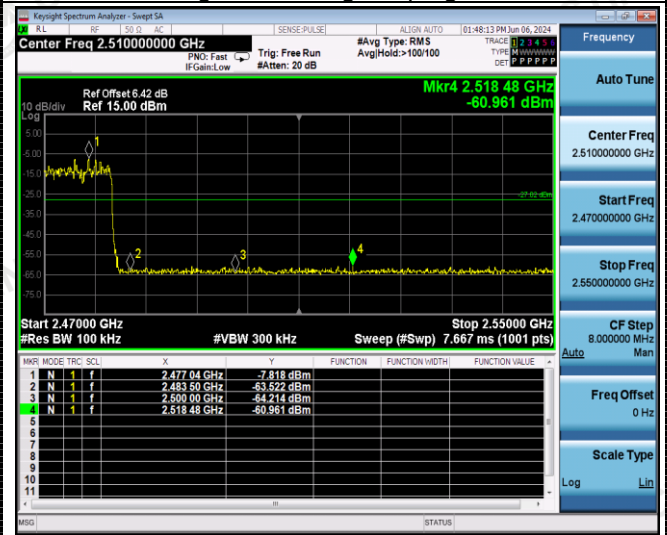 Keysight Spectrum Analyzer - Swept SA
RL RF 50 Ω AC SENSE:PULSE ALIGN AUTO 01:48:13 PM Jun 06, 2024
Center Freq 2.510000000 GHz
PNO: Fast
IFGain:Low
Trig: Free Run
#Atten: 20 dB
#Avg Type: RMS
Avg|Hold:>100/100
TRACE 1 2 3 4 5 6
TYPE M WWWWW
DET P P P P P P
Ref Offset 6.42 dB
10 dB/div Ref 15.00 dBm
Log
Mkr4 2.518 48 GHz
-60.961 dBm
5.00
-5.00
-15.0
-25.0
-35.0
-45.0
-55.0
-65.0
-75.0
1
2
3
4
-27.02 dBm
Start 2.47000 GHz Stop 2.55000 GHz
#Res BW 100 kHz #VBW 300 kHz Sweep (#Swp) 7.667 ms (1001 pts)
MKR MODE TRC SCL X Y FUNCTION FUNCTION WIDTH FUNCTION VALUE
1 N 1 f 2.477 04 GHz -7.818 dBm
2 N 1 f 2.483 50 GHz -63.522 dBm
3 N 1 f 2.500 00 GHz -64.214 dBm
4 N 1 f 2.518 48 GHz -60.961 dBm
5
6
7
8
9
10
11
MSG STATUS
Frequency
Auto Tune
Center Freq
2.510000000 GHz
Start Freq
2.470000000 GHz
Stop Freq
2.550000000 GHz
CF Step
8.000000 MHz
Auto Man
Freq Offset
0 Hz
Scale Type
Log Lin